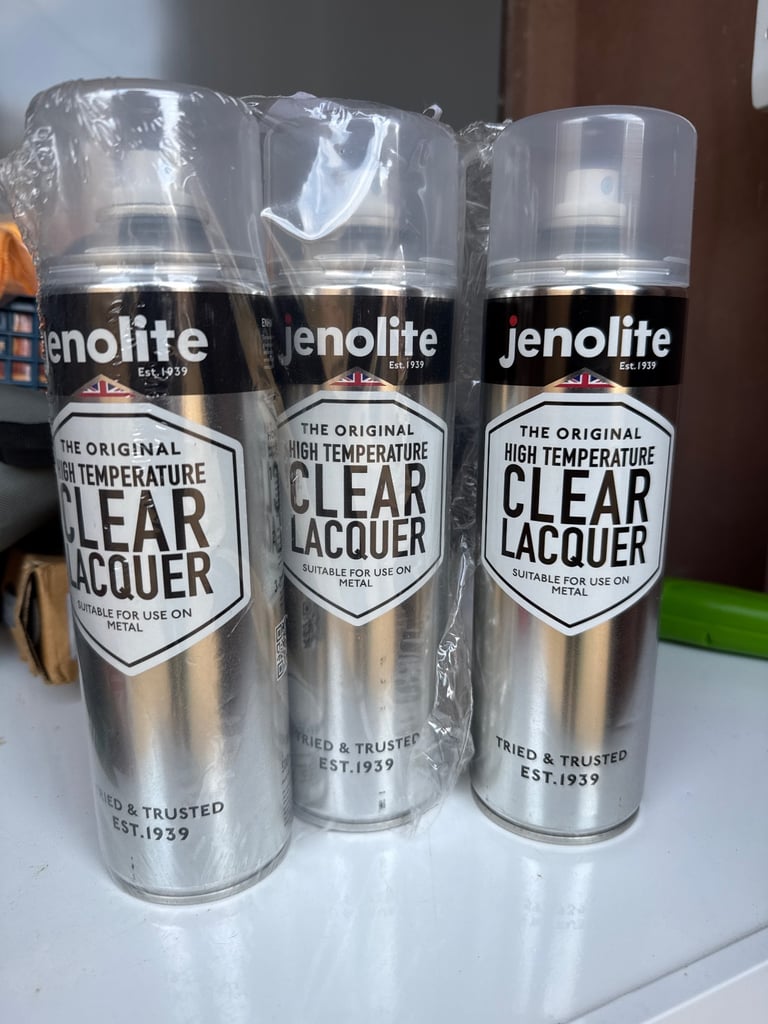 enolite
Est.1939
THE ORIGINAL
HIGH TEMPERATURE
CLEAR
LACQUER
SUITABLE FOR USE ON
METAL
TRIED & TRUSTED
EST.1939
jenolite
Est.1939
THE ORIGINAL
HIGH TEMPERATURE
CLEAR
LACQUER
SUITABLE FOR USE ON
METAL
TRIED & TRUSTED
EST.1939
jenolite
Est.1939
THE ORIGINAL
HIGH TEMPERATURE
CLEAR
LACQUER
SUITABLE FOR USE ON
METAL
TRIED & TRUSTED
EST.1939